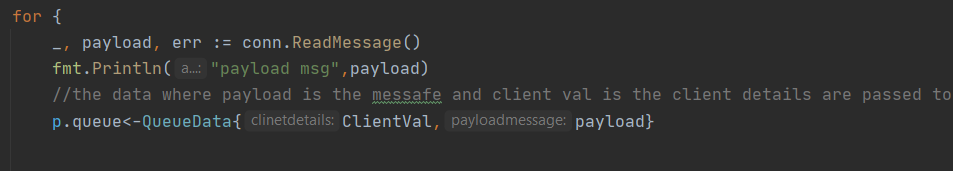 for {
_, payload, err := conn.ReadMessage()
fmt.Println( a...: "payload msg",payload)
//the data where payload is the messafe and client val is the client details are passed to
p.queue<-QueueData{ clinetdetails: ClientVal, payloadmessage: payload}